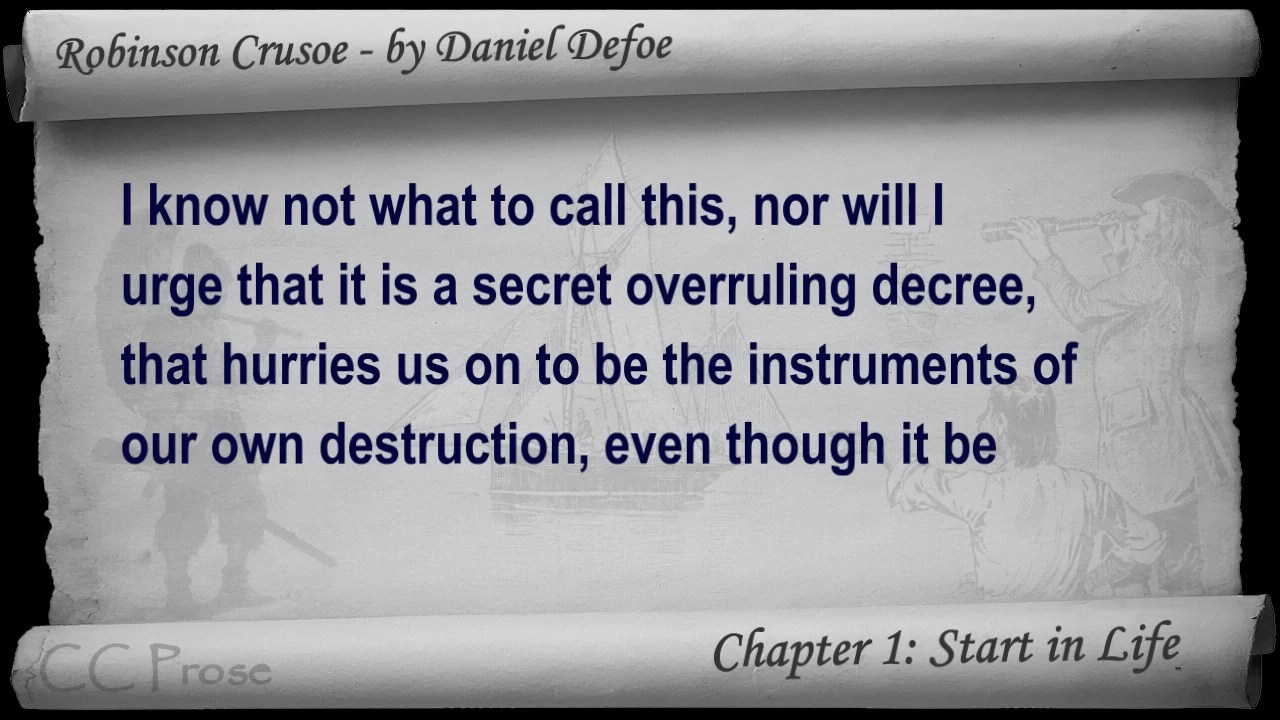 Robinson Crusoe - by Daniel Defoe
I know not what to call this, nor will I
urge that it is a secret overruling decree,
that hurries us on to be the instruments of
our own destruction, even though it be
Chapter 1: Start in Life
CC Prose